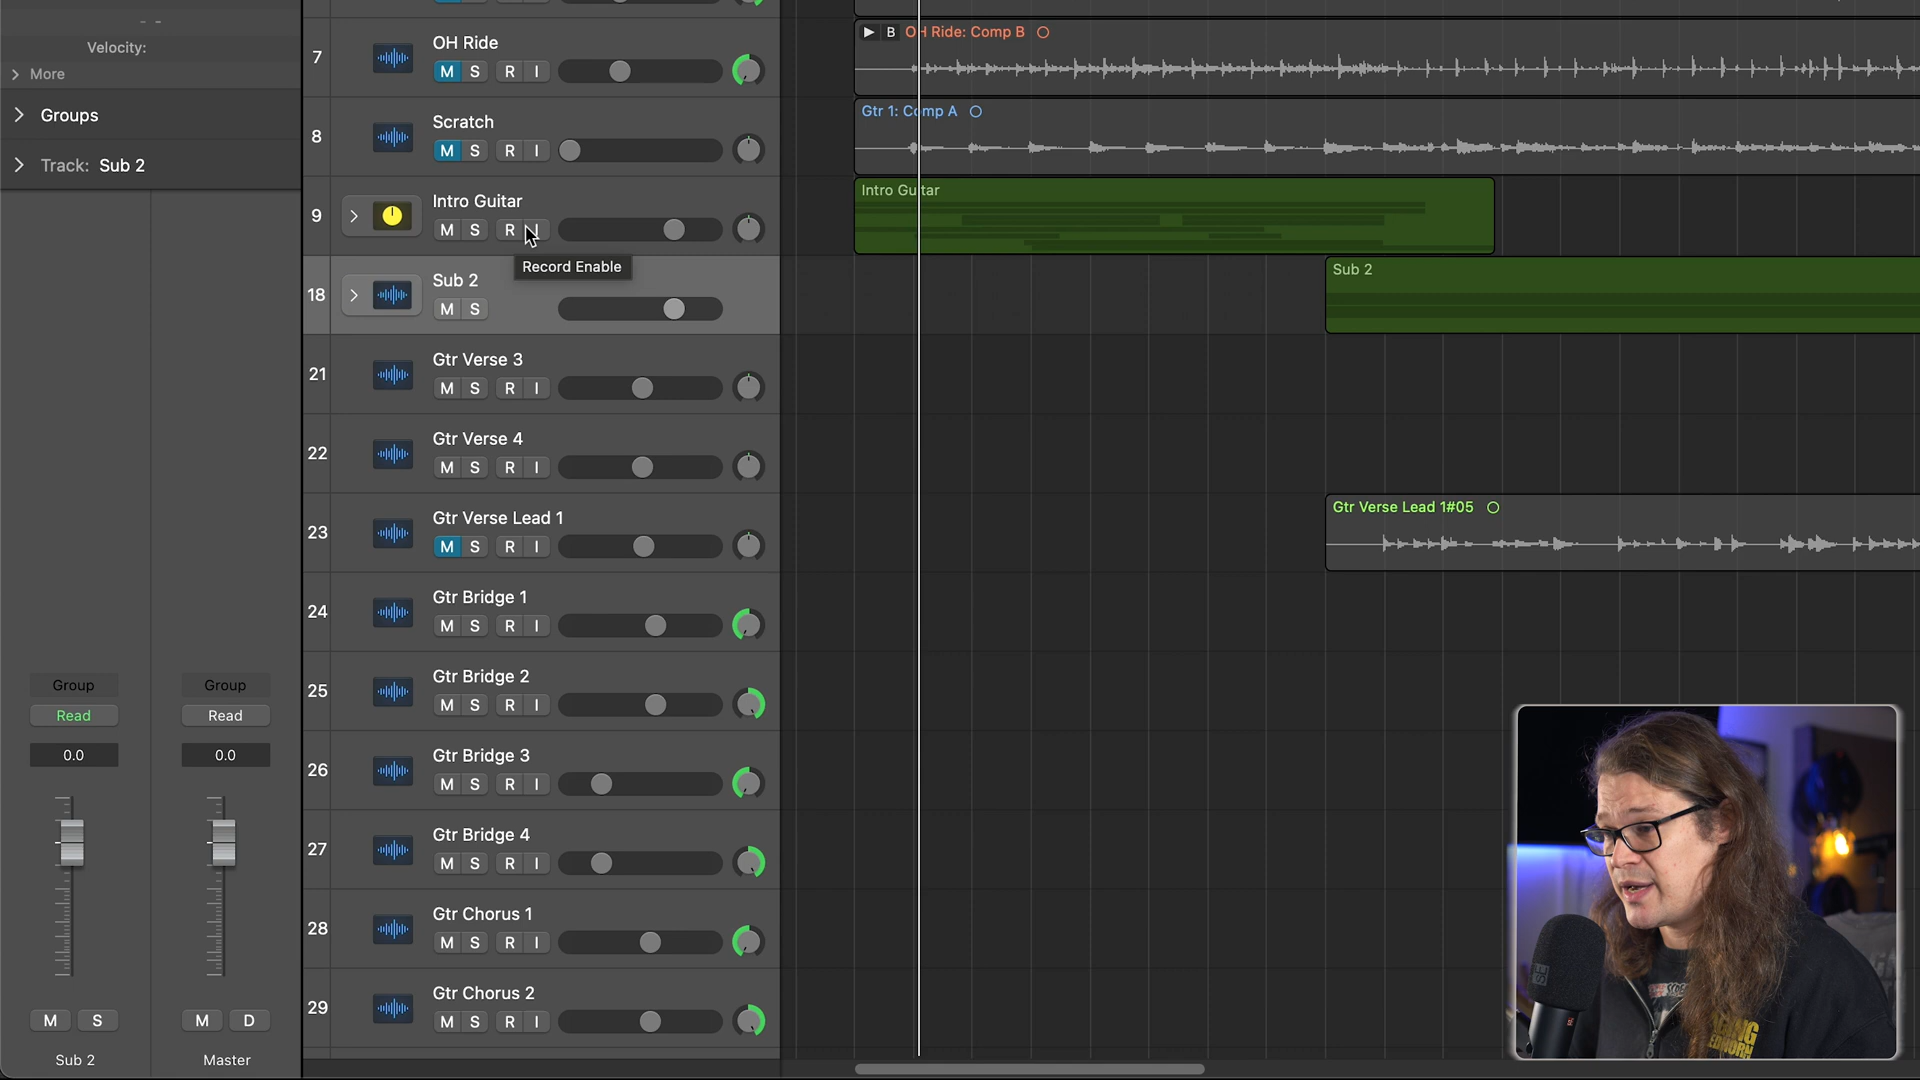 - -
Velocity:
More
Groups
Track: Sub 2
Group
Group
Read
Read
0.0
0.0
M S
M D
Sub 2
Master
7
OH Ride
M S R I
8
Scratch
M S R I
9
Intro Guitar
M S R I
Record Enable
18
Sub 2
M S
21
Gtr Verse 3
M S R I
22
Gtr Verse 4
M S R I
23
Gtr Verse Lead 1
M S R I
24
Gtr Bridge 1
M S R I
25
Gtr Bridge 2
M S R I
26
Gtr Bridge 3
M S R I
27
Gtr Bridge 4
M S R I
28
Gtr Chorus 1
M S R I
29
Gtr Chorus 2
M S R I
B OH Ride: Comp B
Gtr 1: Comp A
Intro Guitar
Sub 2
Gtr Verse Lead 1#05